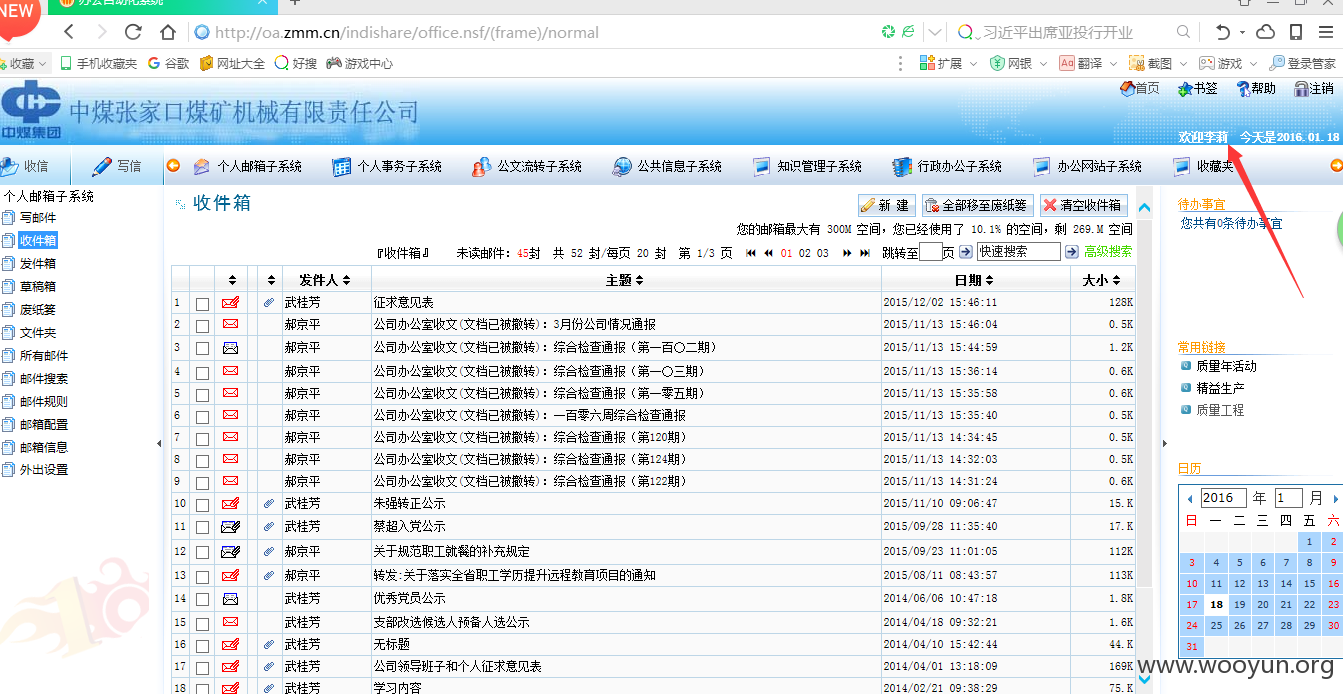 NEW
办公自动化系统
http://oa.zmm.cn/indishare/office.nsf/(frame)/normal
习近平出席亚投行开业
收藏 手机收藏夹 谷歌 网址大全 好搜 游戏中心
扩展 网银 Aa 翻译 截图 游戏 登录管家
首页 书签 帮助 注销
中煤集团
中煤张家口煤矿机械有限责任公司
欢迎李莉 今天是2016.01.18
收信 写信 个人邮箱子系统 个人事务子系统 公文流转子系统 公共信息子系统 知识管理子系统 行政办公子系统 办公网站子系统 收藏夹
个人邮箱子系统
写邮件
收件箱
发件箱
草稿箱
废纸篓
文件夹
所有邮件
邮件搜索
邮件规则
邮箱配置
邮箱信息
外出设置
收件箱
新 建 全部移至废纸篓 清空收件箱
您的邮箱最大有 300M 空间，您已经使用了 10.1% 的空间，剩 269.M 空间
『收件箱』 未读邮件：45封 共 52 封/每页 20 封 第 1/3 页 01 02 03 跳转至 页 快速搜索 高级搜索
发件人 主题 日期 大小
1 武桂芳 征求意见表 2015/12/02 15:46:11 128K
2 郝京平 公司办公室收文(文档已被撤转)：3月份公司情况通报 2015/11/13 15:46:04 0.5K
3 郝京平 公司办公室收文(文档已被撤转)：综合检查通报（第一百〇二期） 2015/11/13 15:44:59 1.2K
4 郝京平 公司办公室收文(文档已被撤转)：综合检查通报（第一〇三期） 2015/11/13 15:36:14 0.6K
5 郝京平 公司办公室收文(文档已被撤转)：综合检查通报（第一零五期） 2015/11/13 15:35:58 0.6K
6 郝京平 公司办公室收文(文档已被撤转)：一百零六周综合检查通报 2015/11/13 15:35:40 0.5K
7 郝京平 公司办公室收文(文档已被撤转)：综合检查通报（第120期） 2015/11/13 14:34:45 0.5K
8 郝京平 公司办公室收文(文档已被撤转)：综合检查通报（第124期） 2015/11/13 14:32:03 0.5K
9 郝京平 公司办公室收文(文档已被撤转)：综合检查通报（第122期） 2015/11/13 14:31:24 0.6K
10 武桂芳 朱强转正公示 2015/11/10 09:06:47 15.K
11 武桂芳 蔡超入党公示 2015/09/28 11:35:40 17.K
12 郝京平 关于规范职工就餐的补充规定 2015/09/23 11:01:05 112K
13 郝京平 转发:关于落实全省职工学历提升远程教育项目的通知 2015/08/11 08:43:57 113K
14 武桂芳 优秀党员公示 2014/06/06 10:47:18 1.8K
15 武桂芳 支部改选候选人预备人选公示 2014/04/18 09:32:21 1.6K
16 武桂芳 无标题 2014/04/10 15:42:44 44.K
17 武桂芳 公司领导班子和个人征求意见表 2014/04/01 13:18:09 169K
18 武桂芳 学习内容 2014/02/21 09:38:29 75.K
待办事宜
您共有0条待办事宜
常用链接
质量年活动
精益生产
质量工程
日历
2016 年 1 月
日 一 二 三 四 五 六
1 2
3 4 5 6 7 8 9
10 11 12 13 14 15 16
17 18 19 20 21 22 23
24 25 26 27 28 29 30
31
www.wooyun.org